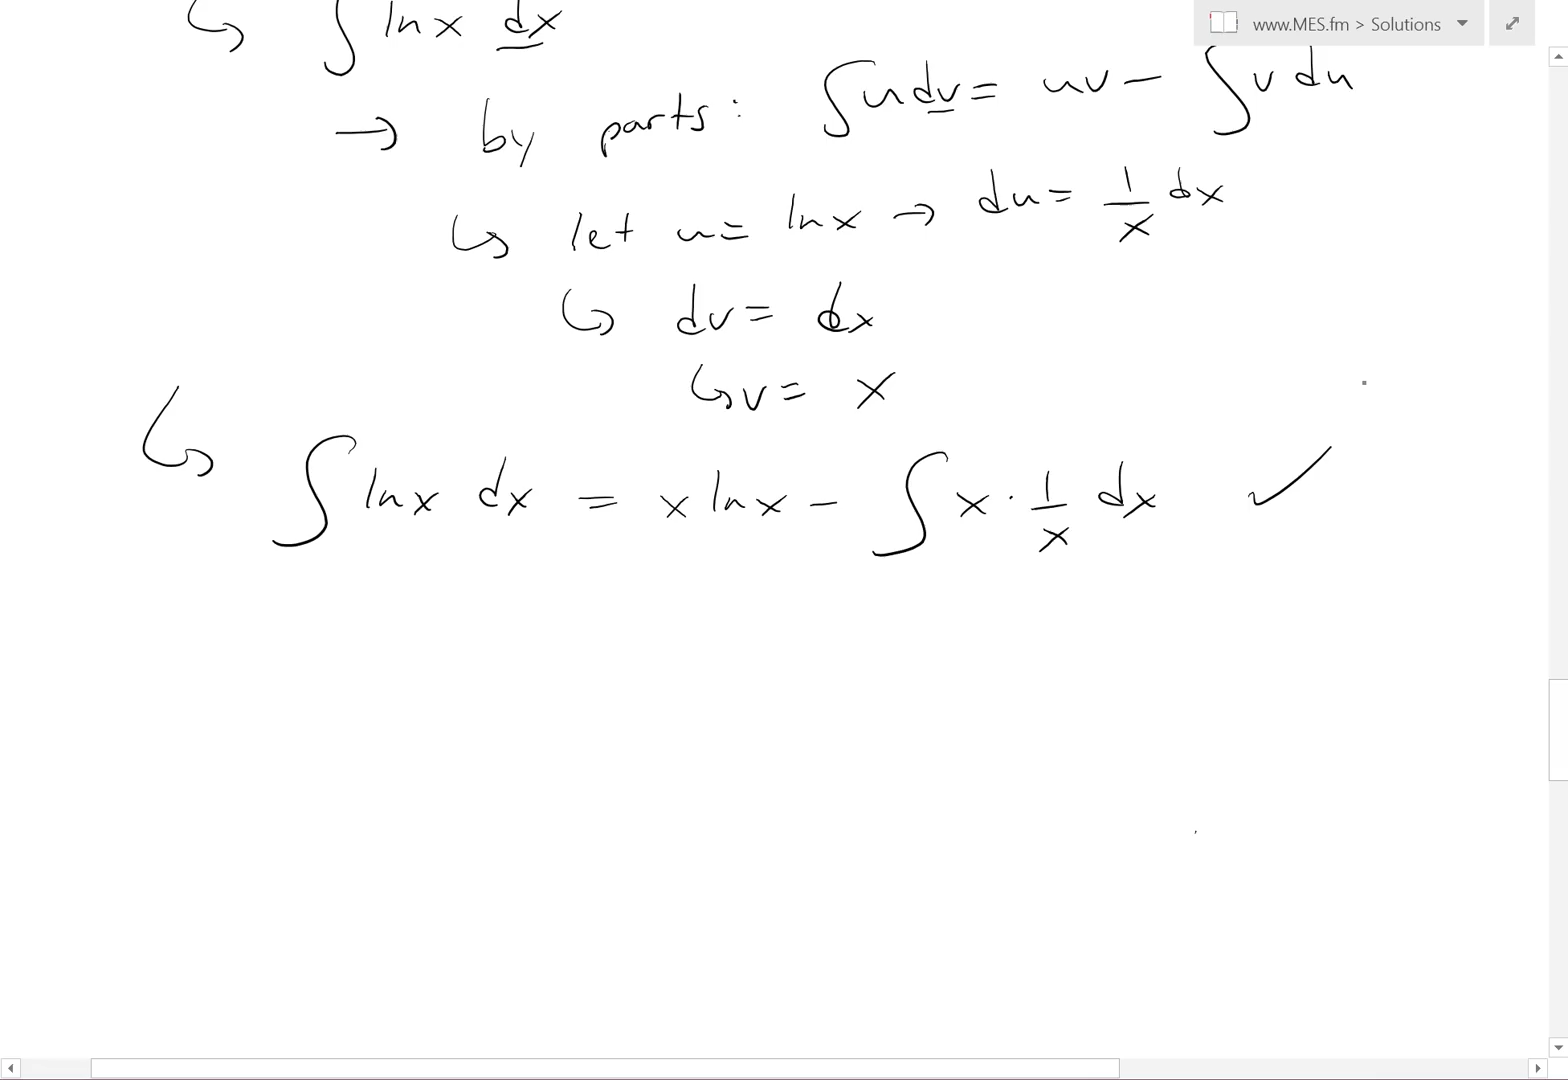 www.MES.fm > Solutions
↳ ∫ ln x dx
→ by parts: ∫ u dv = uv − ∫ v du
↳ let u = ln x → du = 1/x dx
↳ dv = dx
↳ v = x
↳ ∫ ln x dx = x ln x − ∫ x · 1/x dx ✓